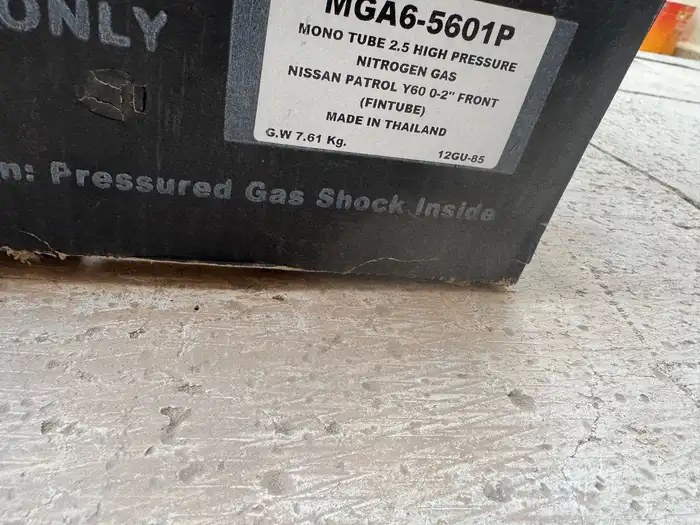 ONLY
MGA6-5601P
MONO TUBE 2.5 HIGH PRESSURE
NITROGEN GAS
NISSAN PATROL Y60 0-2" FRONT
(FINTUBE)
MADE IN THAILAND
G.W 7.61 Kg.
12GU-85
n: Pressured Gas Shock Inside